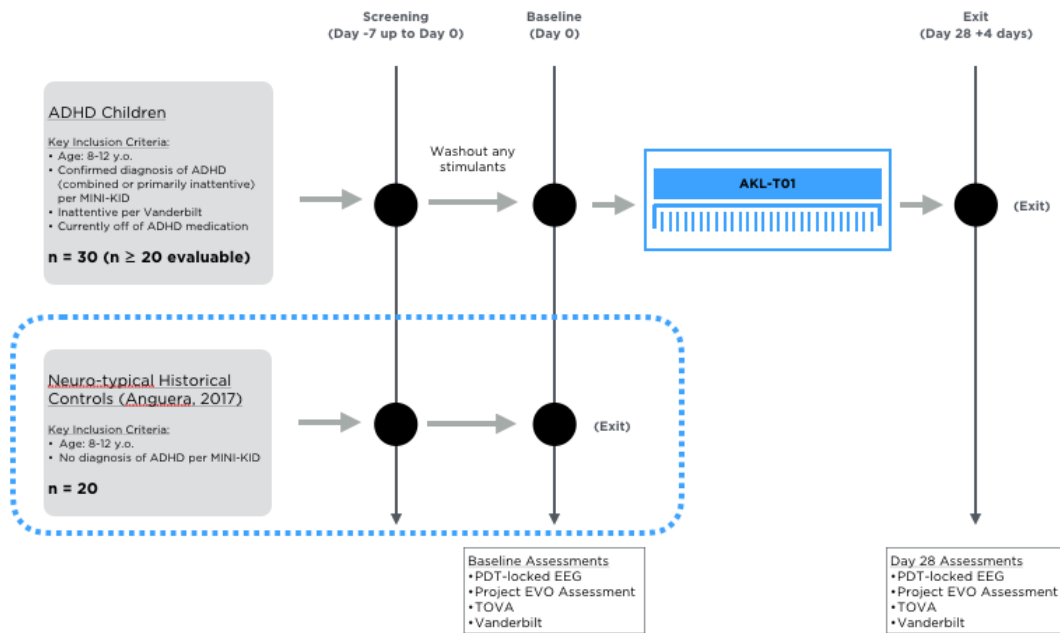 Screening
(Day -7 up to Day 0)
Baseline
(Day 0)
Exit
(Day 28 +4 days)
ADHD Children
Key Inclusion Criteria:
• Age: 8-12 y.o.
• Confirmed diagnosis of ADHD
(combined or primarily inattentive)
per MINI-KID
• Inattentive per Vanderbilt
• Currently off of ADHD medication
n = 30 (n ≥ 20 evaluable)
Washout any
stimulants
AKL-T01
(Exit)
Neuro-typical Historical
Controls (Anguera, 2017)
Key Inclusion Criteria:
• Age: 8-12 y.o.
• No diagnosis of ADHD per MINI-KID
n = 20
(Exit)
Baseline Assessments
•PDT-locked EEG
•Project EVO Assessment
•TOVA
•Vanderbilt
Day 28 Assessments
•PDT-locked EEG
•Project EVO Assessment
•TOVA
•Vanderbilt